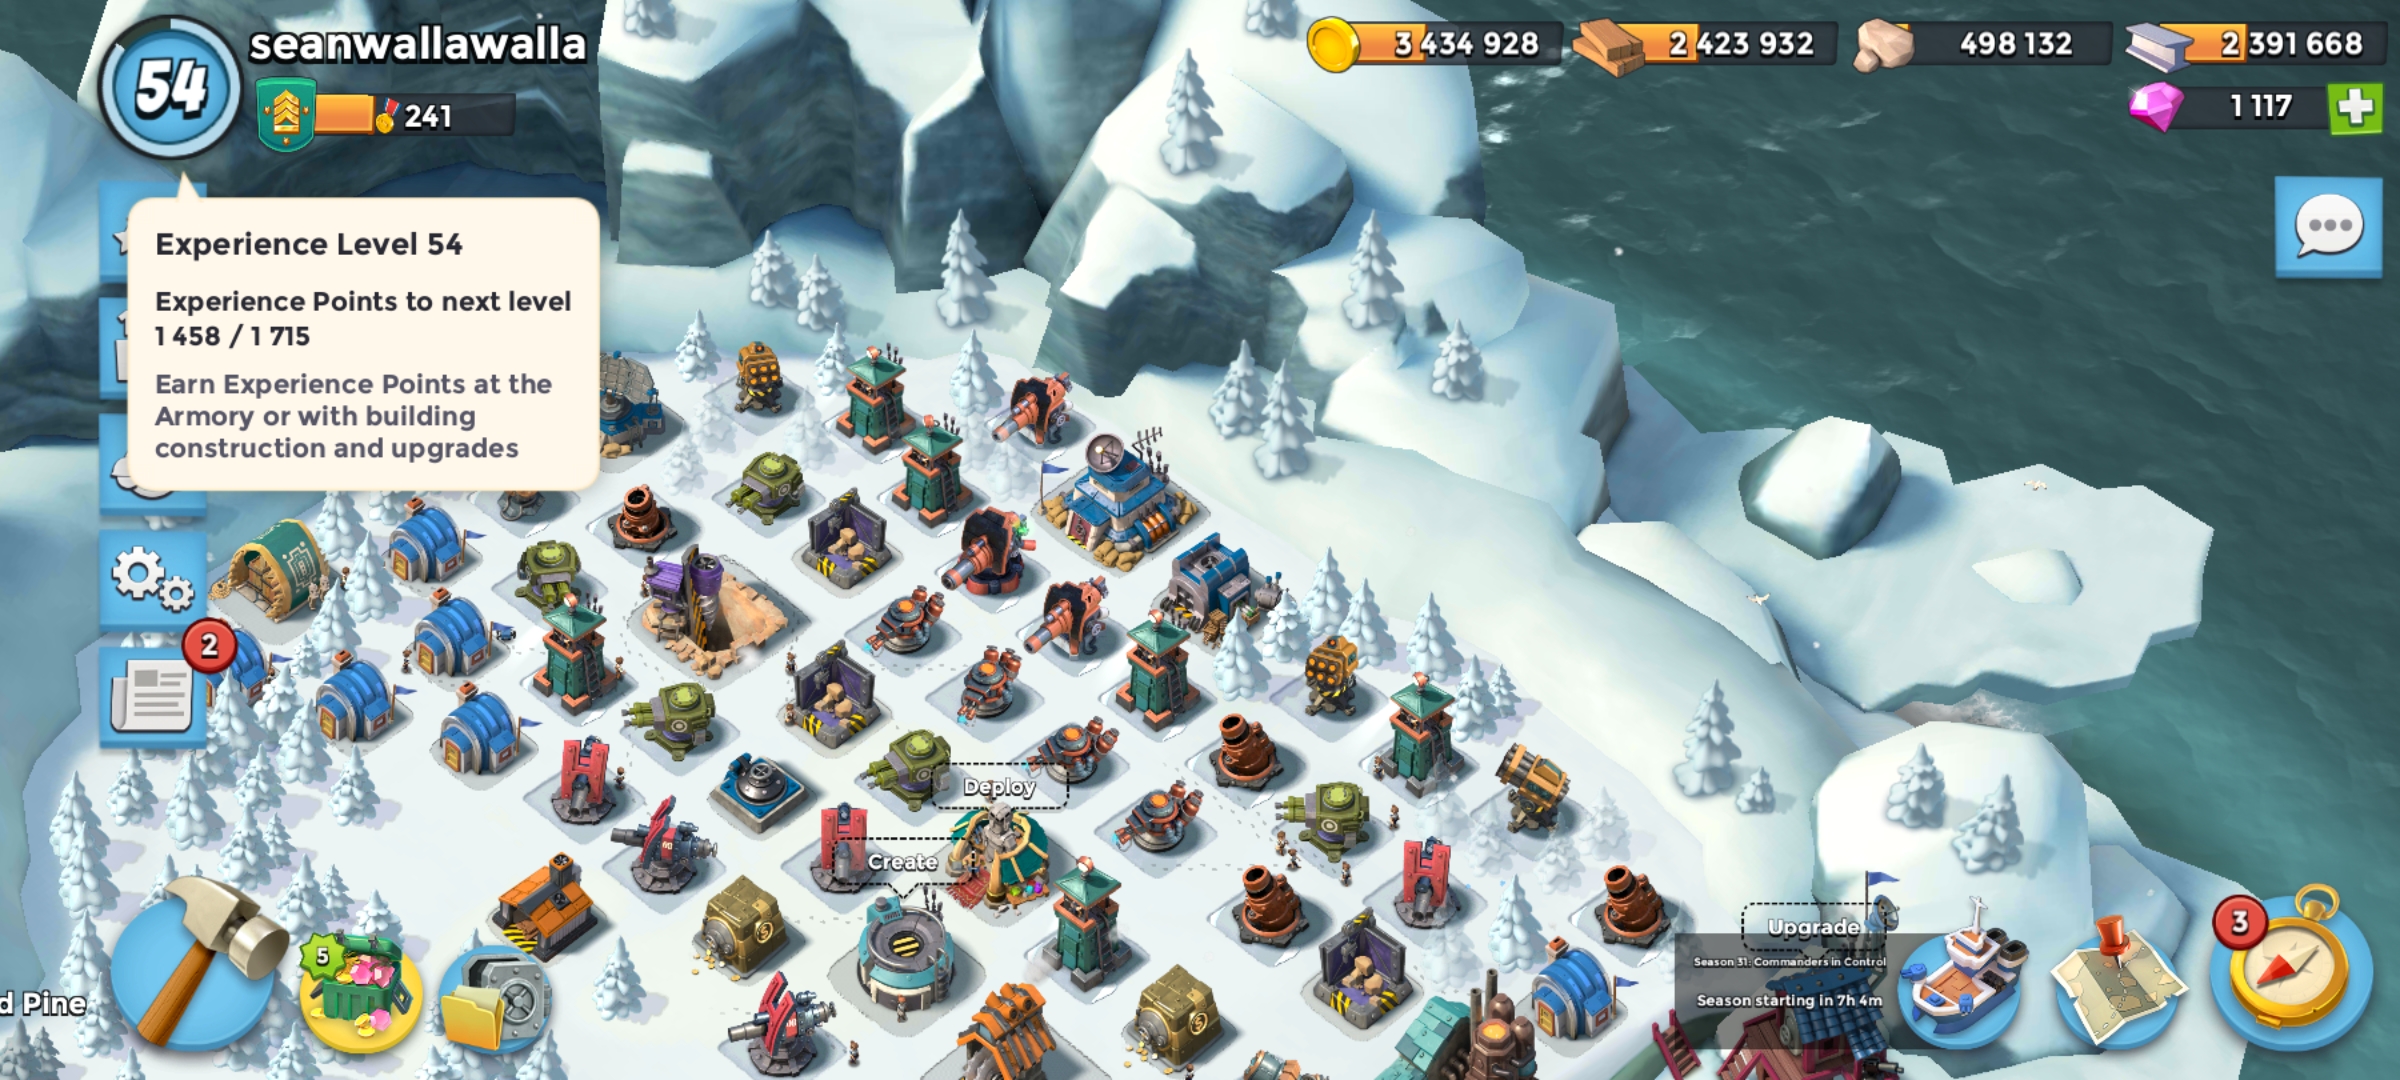 54
seanwallawalla
241
3 434 928
2 423 932
498 132
2 391 668
1 117
Experience Level 54
Experience Points to next level
1 458 / 1 715
Earn Experience Points at the
Armory or with building
construction and upgrades
2
Deploy
Create
Upgrade
Season 31: Commanders in Control
Season starting in 7h 4m
5
3
d Pine